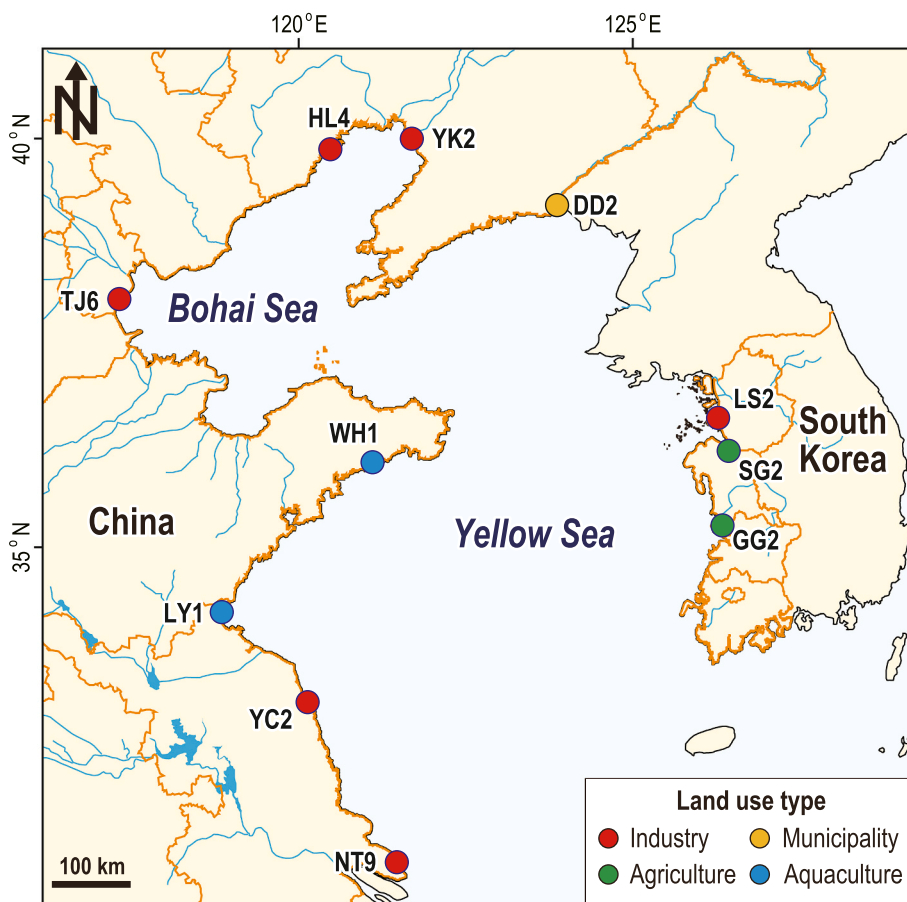 120°E
125°E
N
40°N
HL4
YK2
DD2
TJ6
Bohai Sea
LS2
South
Korea
WH1
SG2
China
Yellow Sea
GG2
35°N
LY1
YC2
NT9
100 km
Land use type
Industry
Municipality
Agriculture
Aquaculture